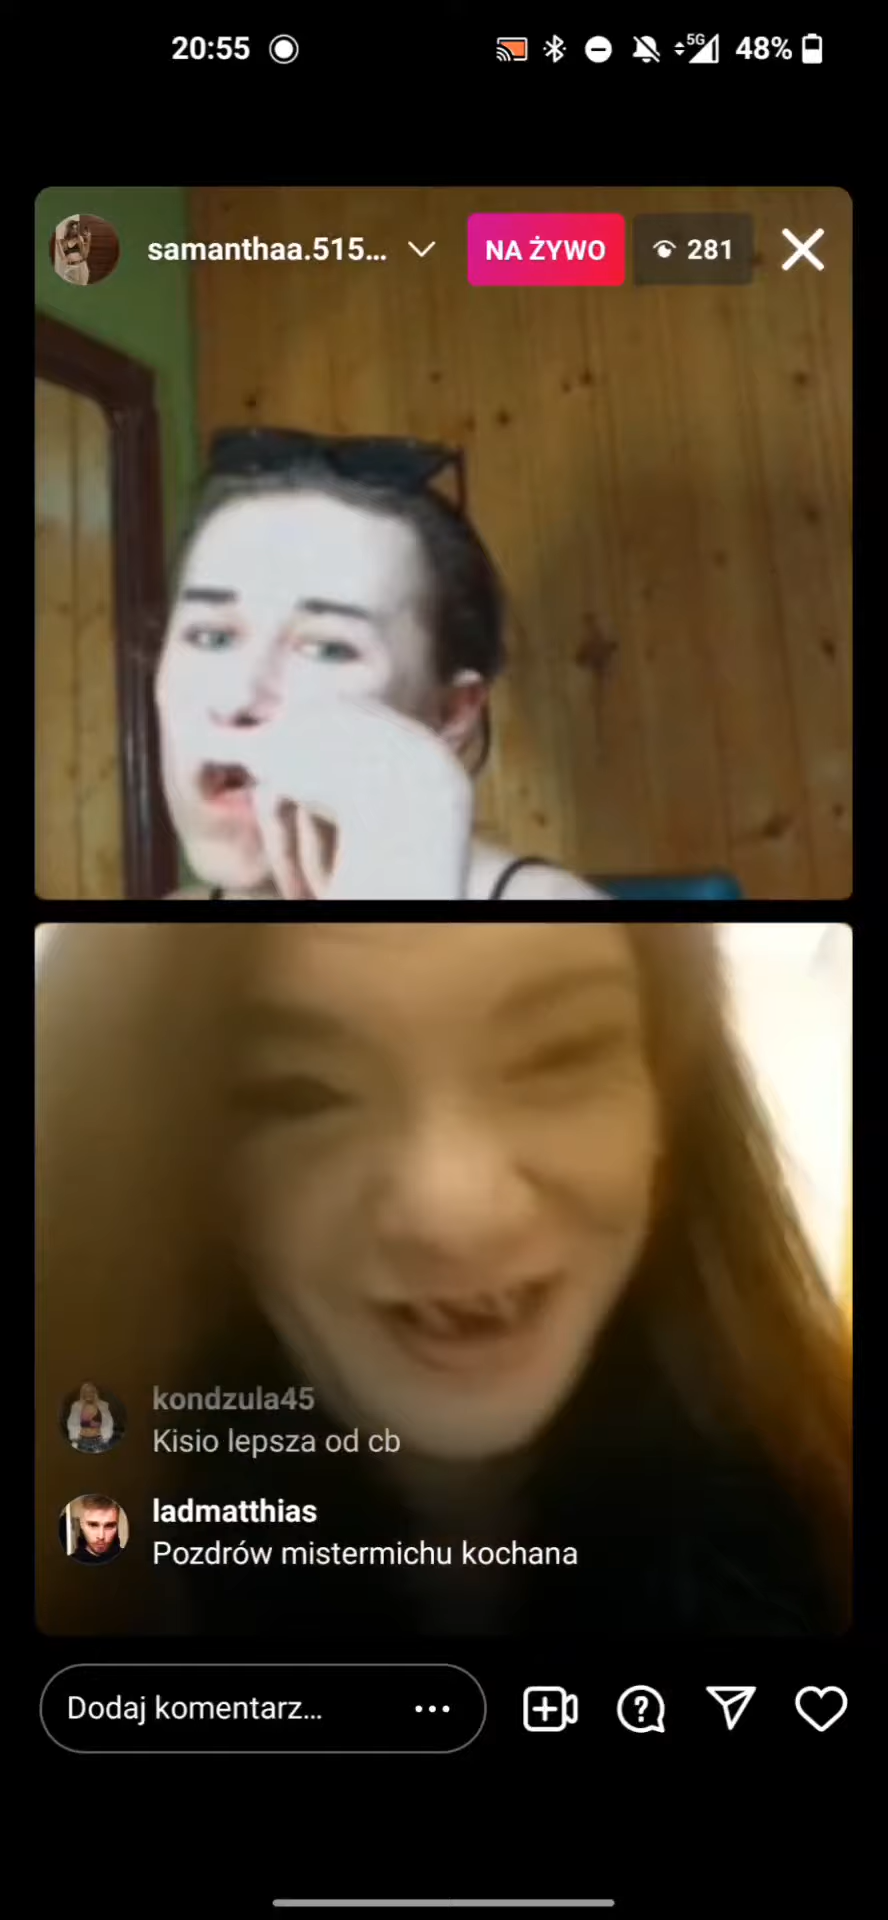 20:55
5G
48%
samanthaa.515...
NA ŻYWO
281
kondzula45
Kisio lepsza od cb
ladmatthias
Pozdrów mistermichu kochana
Dodaj komentarz...